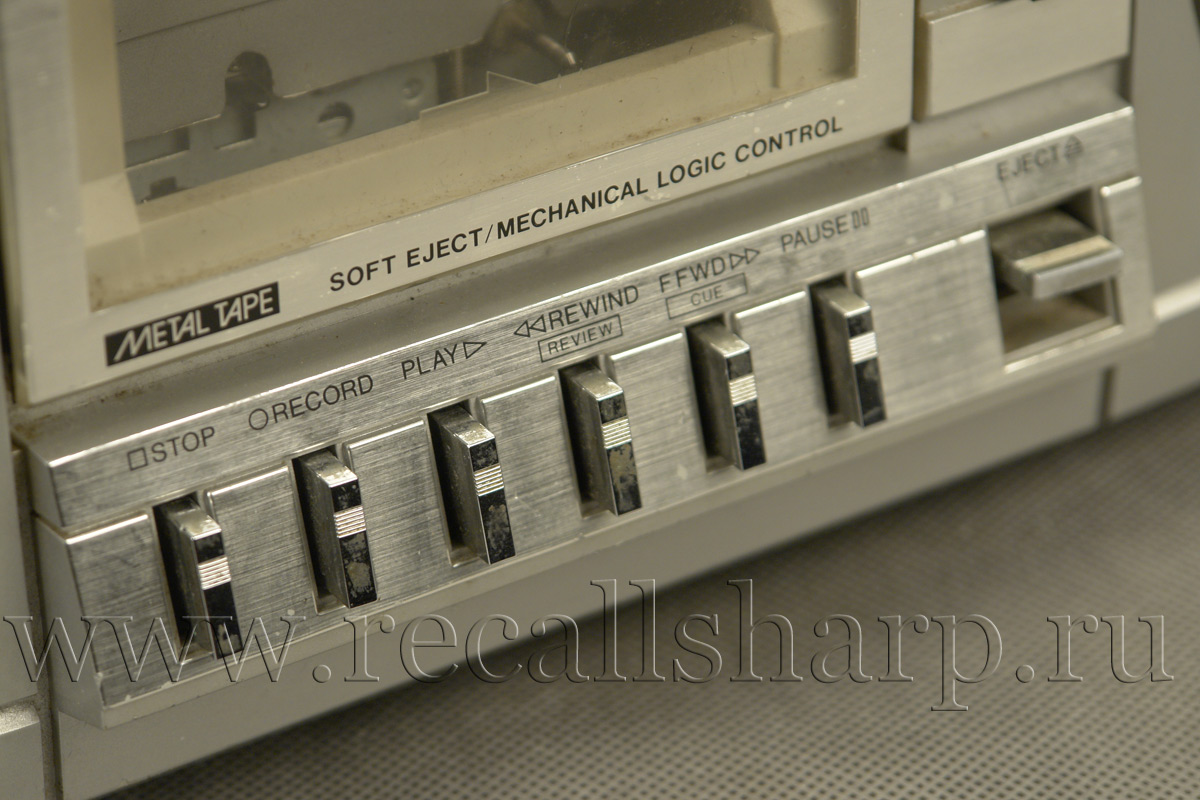 SOFT EJECT/MECHANICAL LOGIC CONTROL
METAL TAPE
□STOP ○RECORD PLAY▷ ◁◁REWIND FFWD▷▷ PAUSE▯▯ EJECT≙
REVIEW CUE
www.recallsharp.ru